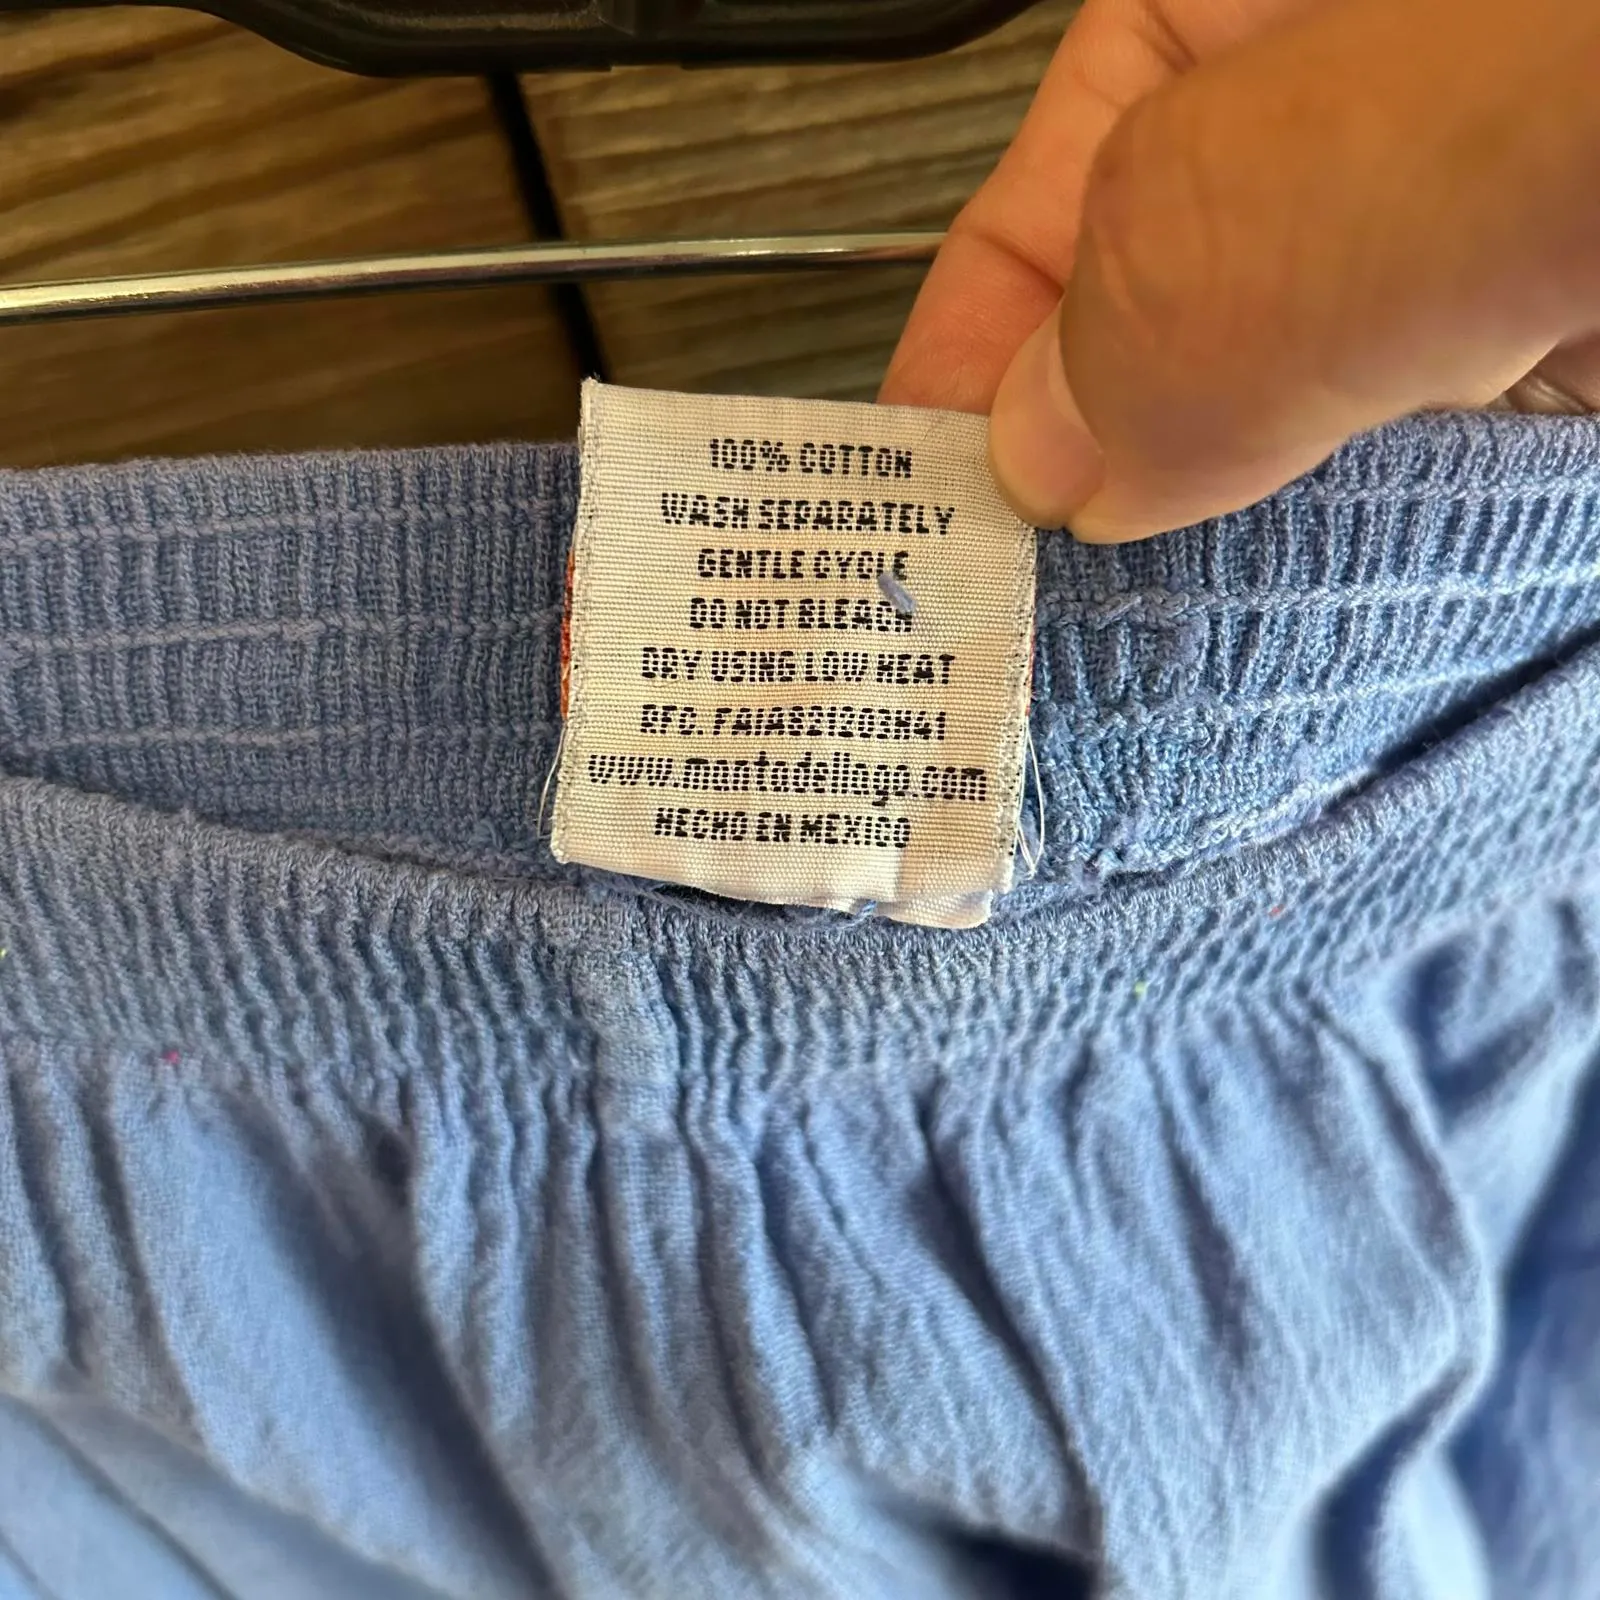 100% COTTON
WASH SEPARATELY
GENTLE CYCLE
DO NOT BLEACH
DRY USING LOW HEAT
RFC. FAIA821203H41
www.mantadellago.com
HECHO EN MEXICO